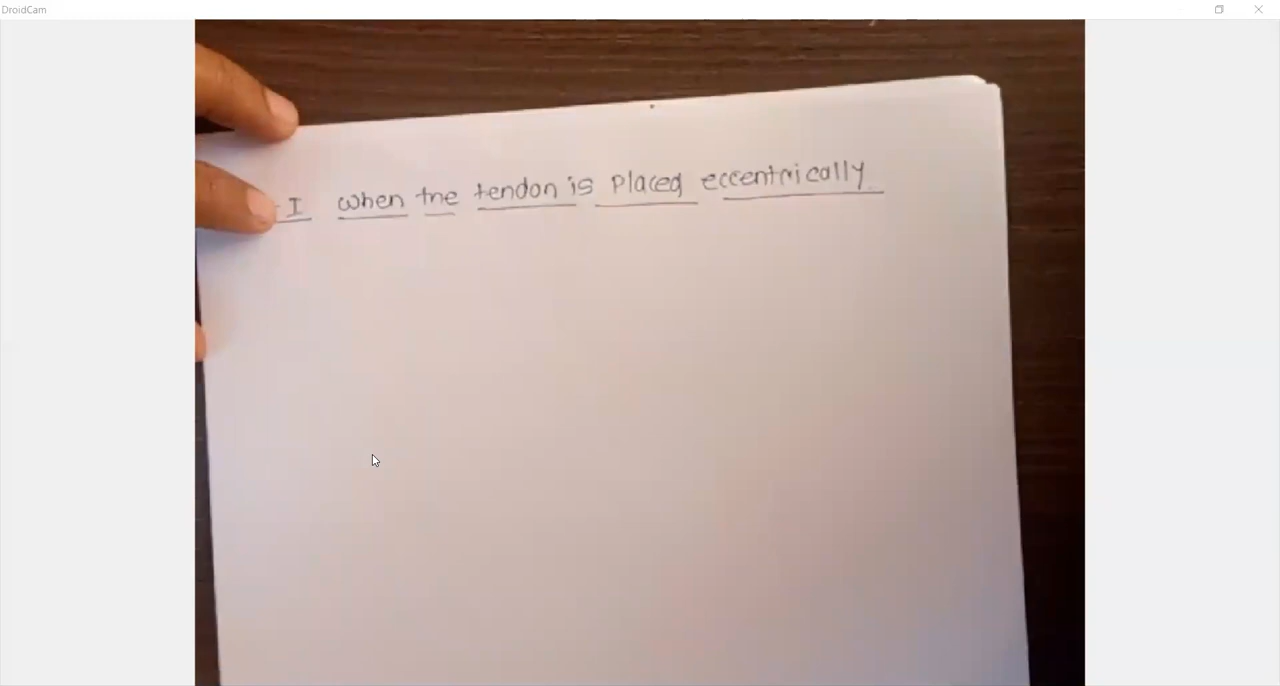 DroidCam
-I when the tendon is Placed eccentrically